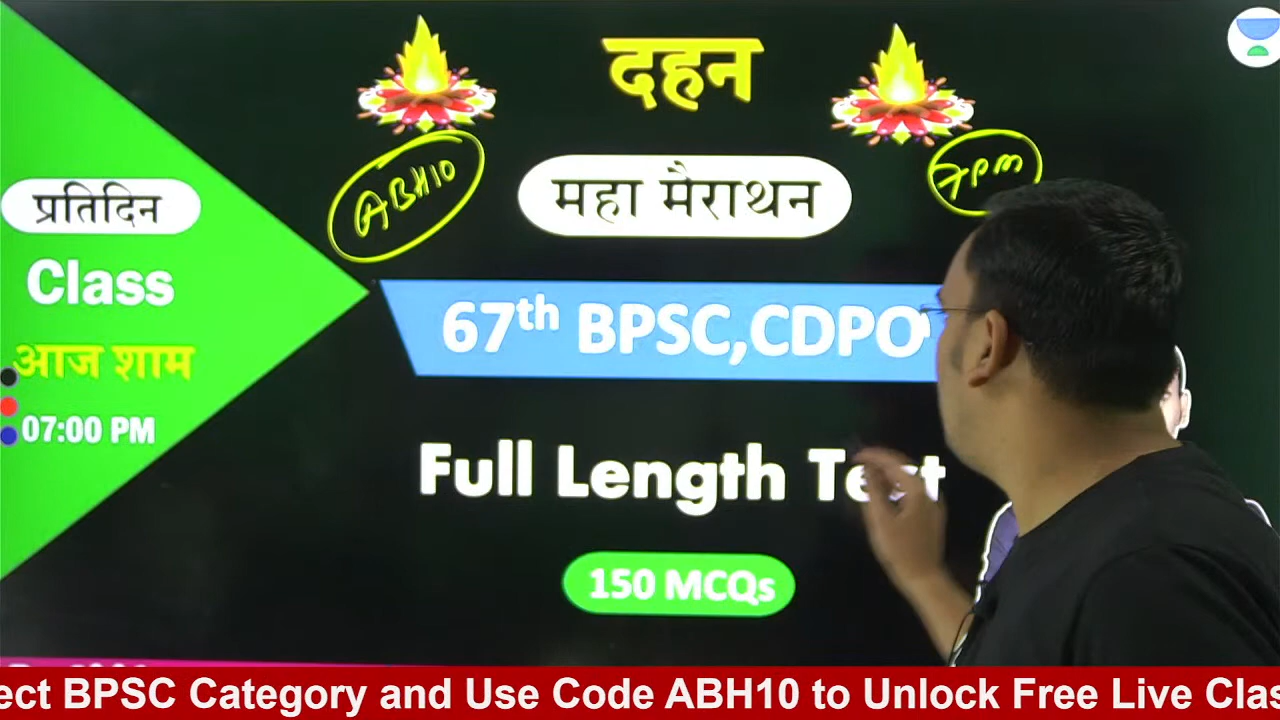 दहन
ABH10
7pm
महा मैराथन
प्रतिदिन
Class
आज शाम
07:00 PM
67th BPSC,CDPO
Full Length Test
150 MCQs
ect BPSC Category and Use Code ABH10 to Unlock Free Live Clas